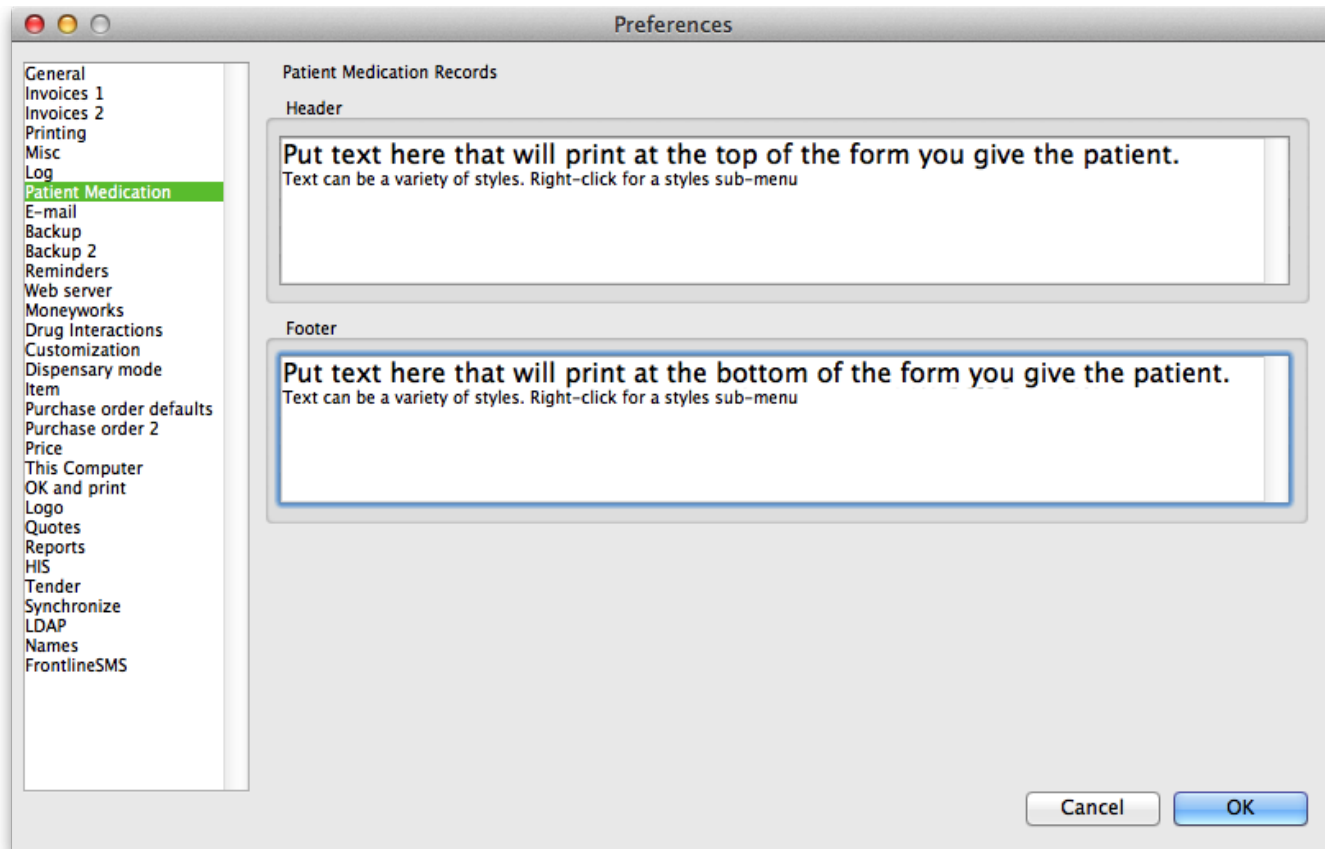 Preferences
General
Invoices 1
Invoices 2
Printing
Misc
Log
Patient Medication
E-mail
Backup
Backup 2
Reminders
Web server
Moneyworks
Drug Interactions
Customization
Dispensary mode
Item
Purchase order defaults
Purchase order 2
Price
This Computer
OK and print
Logo
Quotes
Reports
HIS
Tender
Synchronize
LDAP
Names
FrontlineSMS
Patient Medication Records
Header
Put text here that will print at the top of the form you give the patient.
Text can be a variety of styles. Right-click for a styles sub-menu
Footer
Put text here that will print at the bottom of the form you give the patient.
Text can be a variety of styles. Right-click for a styles sub-menu
Cancel
OK